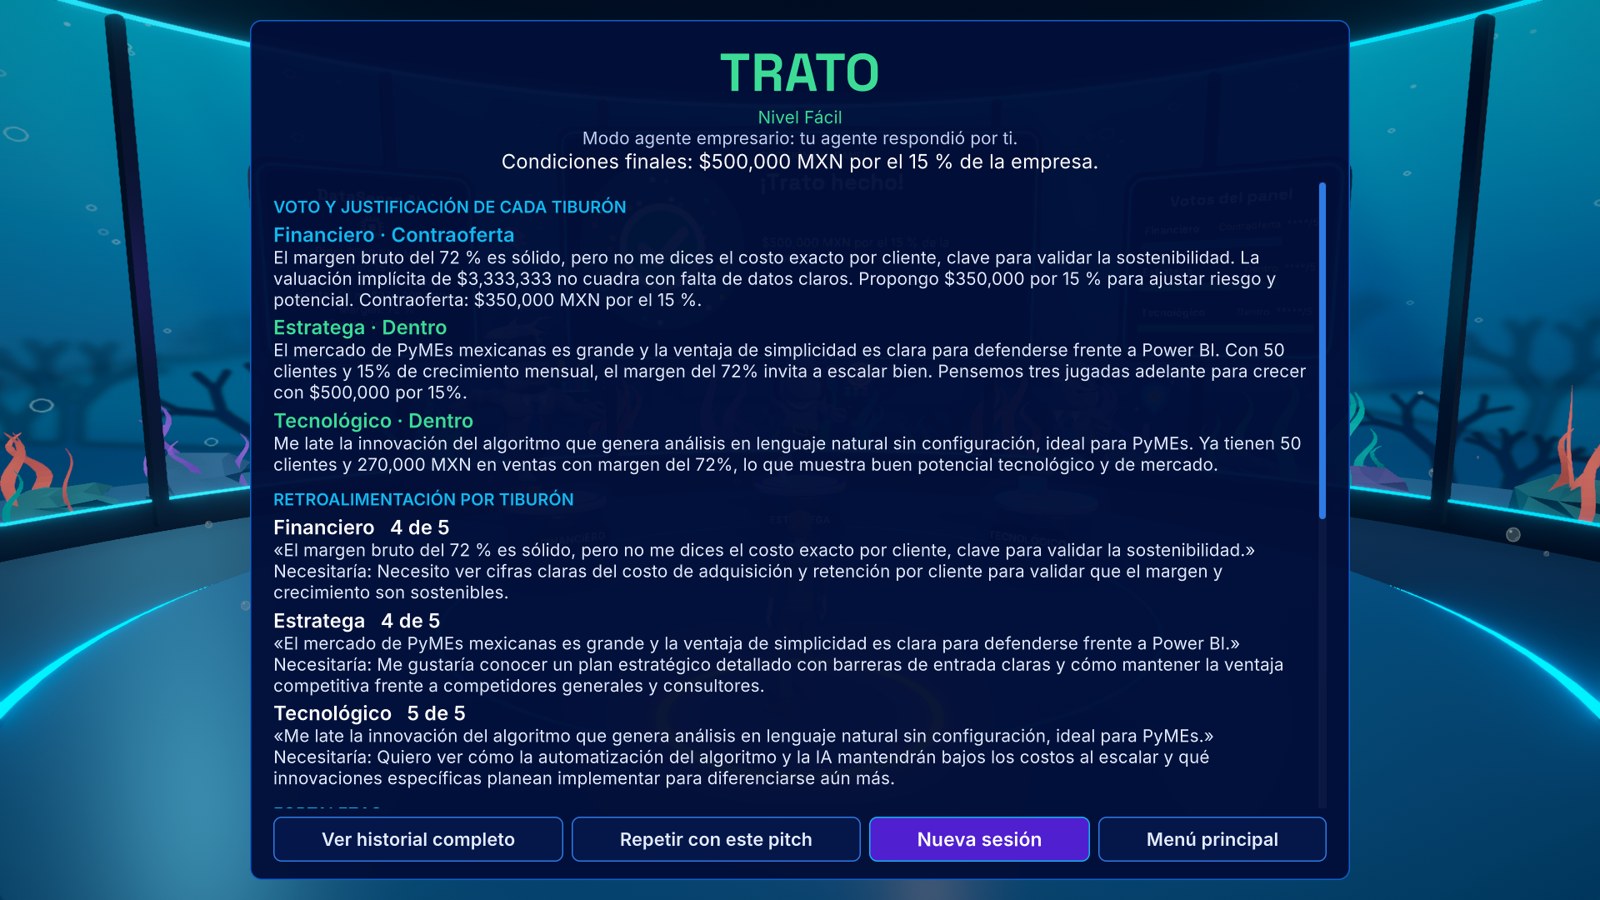 TRATO
Nivel Fácil
Modo agente empresario: tu agente respondió por ti.
Condiciones finales: $500,000 MXN por el 15 % de la empresa.
¡Trato hecho!
Votos del panel
VOTO Y JUSTIFICACIÓN DE CADA TIBURÓN
Financiero · Contraoferta
El margen bruto del 72 % es sólido, pero no me dices el costo exacto por cliente, clave para validar la sostenibilidad. La
valuación implícita de $3,333,333 no cuadra con falta de datos claros. Propongo $350,000 por 15 % para ajustar riesgo y
potencial. Contraoferta: $350,000 MXN por el 15 %.
Estratega · Dentro
El mercado de PyMEs mexicanas es grande y la ventaja de simplicidad es clara para defenderse frente a Power BI. Con 50
clientes y 15% de crecimiento mensual, el margen del 72% invita a escalar bien. Pensemos tres jugadas adelante para crecer
con $500,000 por 15%.
Tecnológico · Dentro
Me late la innovación del algoritmo que genera análisis en lenguaje natural sin configuración, ideal para PyMEs. Ya tienen 50
clientes y 270,000 MXN en ventas con margen del 72%, lo que muestra buen potencial tecnológico y de mercado.
RETROALIMENTACIÓN POR TIBURÓN
Financiero 4 de 5
«El margen bruto del 72 % es sólido, pero no me dices el costo exacto por cliente, clave para validar la sostenibilidad.»
Necesitaría: Necesito ver cifras claras del costo de adquisición y retención por cliente para validar que el margen y
crecimiento son sostenibles.
Estratega 4 de 5
«El mercado de PyMEs mexicanas es grande y la ventaja de simplicidad es clara para defenderse frente a Power BI.»
Necesitaría: Me gustaría conocer un plan estratégico detallado con barreras de entrada claras y cómo mantener la ventaja
competitiva frente a competidores generales y consultores.
Tecnológico 5 de 5
«Me late la innovación del algoritmo que genera análisis en lenguaje natural sin configuración, ideal para PyMEs.»
Necesitaría: Quiero ver cómo la automatización del algoritmo y la IA mantendrán bajos los costos al escalar y qué
innovaciones específicas planean implementar para diferenciarse aún más.
Ver historial completo
Repetir con este pitch
Nueva sesión
Menú principal